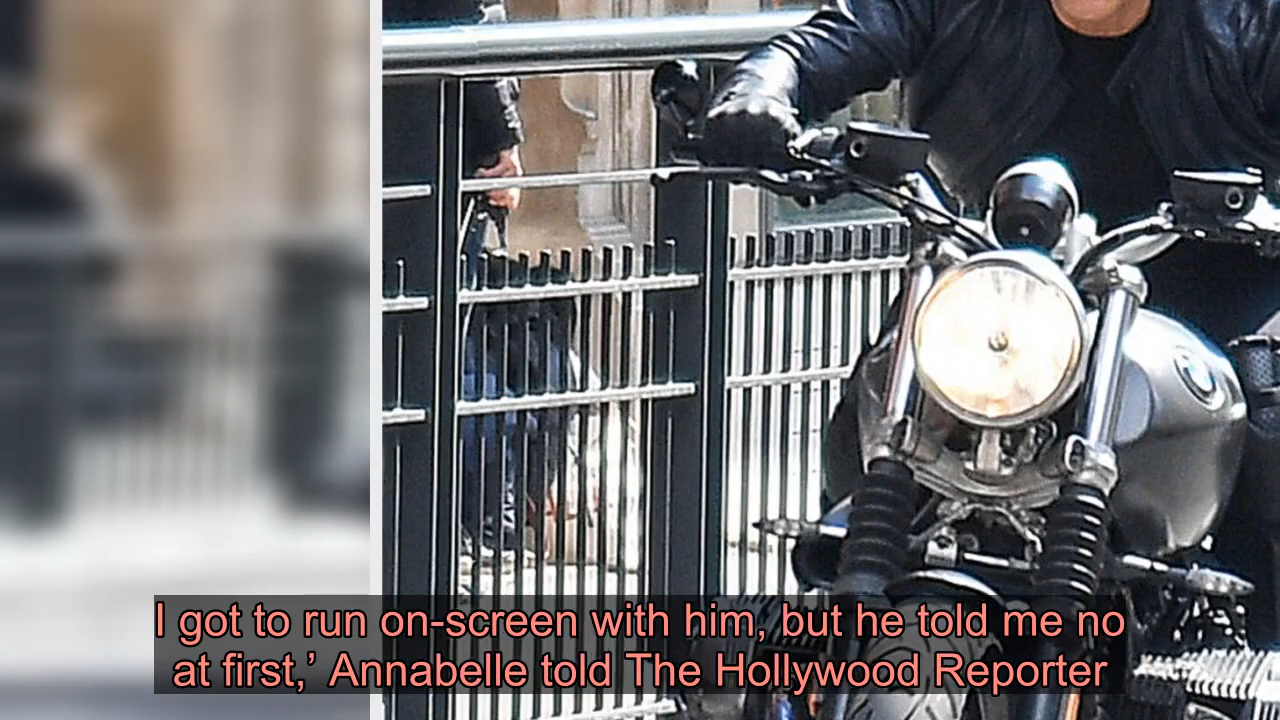 I got to run on-screen with him, but he told me no
at first,’ Annabelle told The Hollywood Reporter